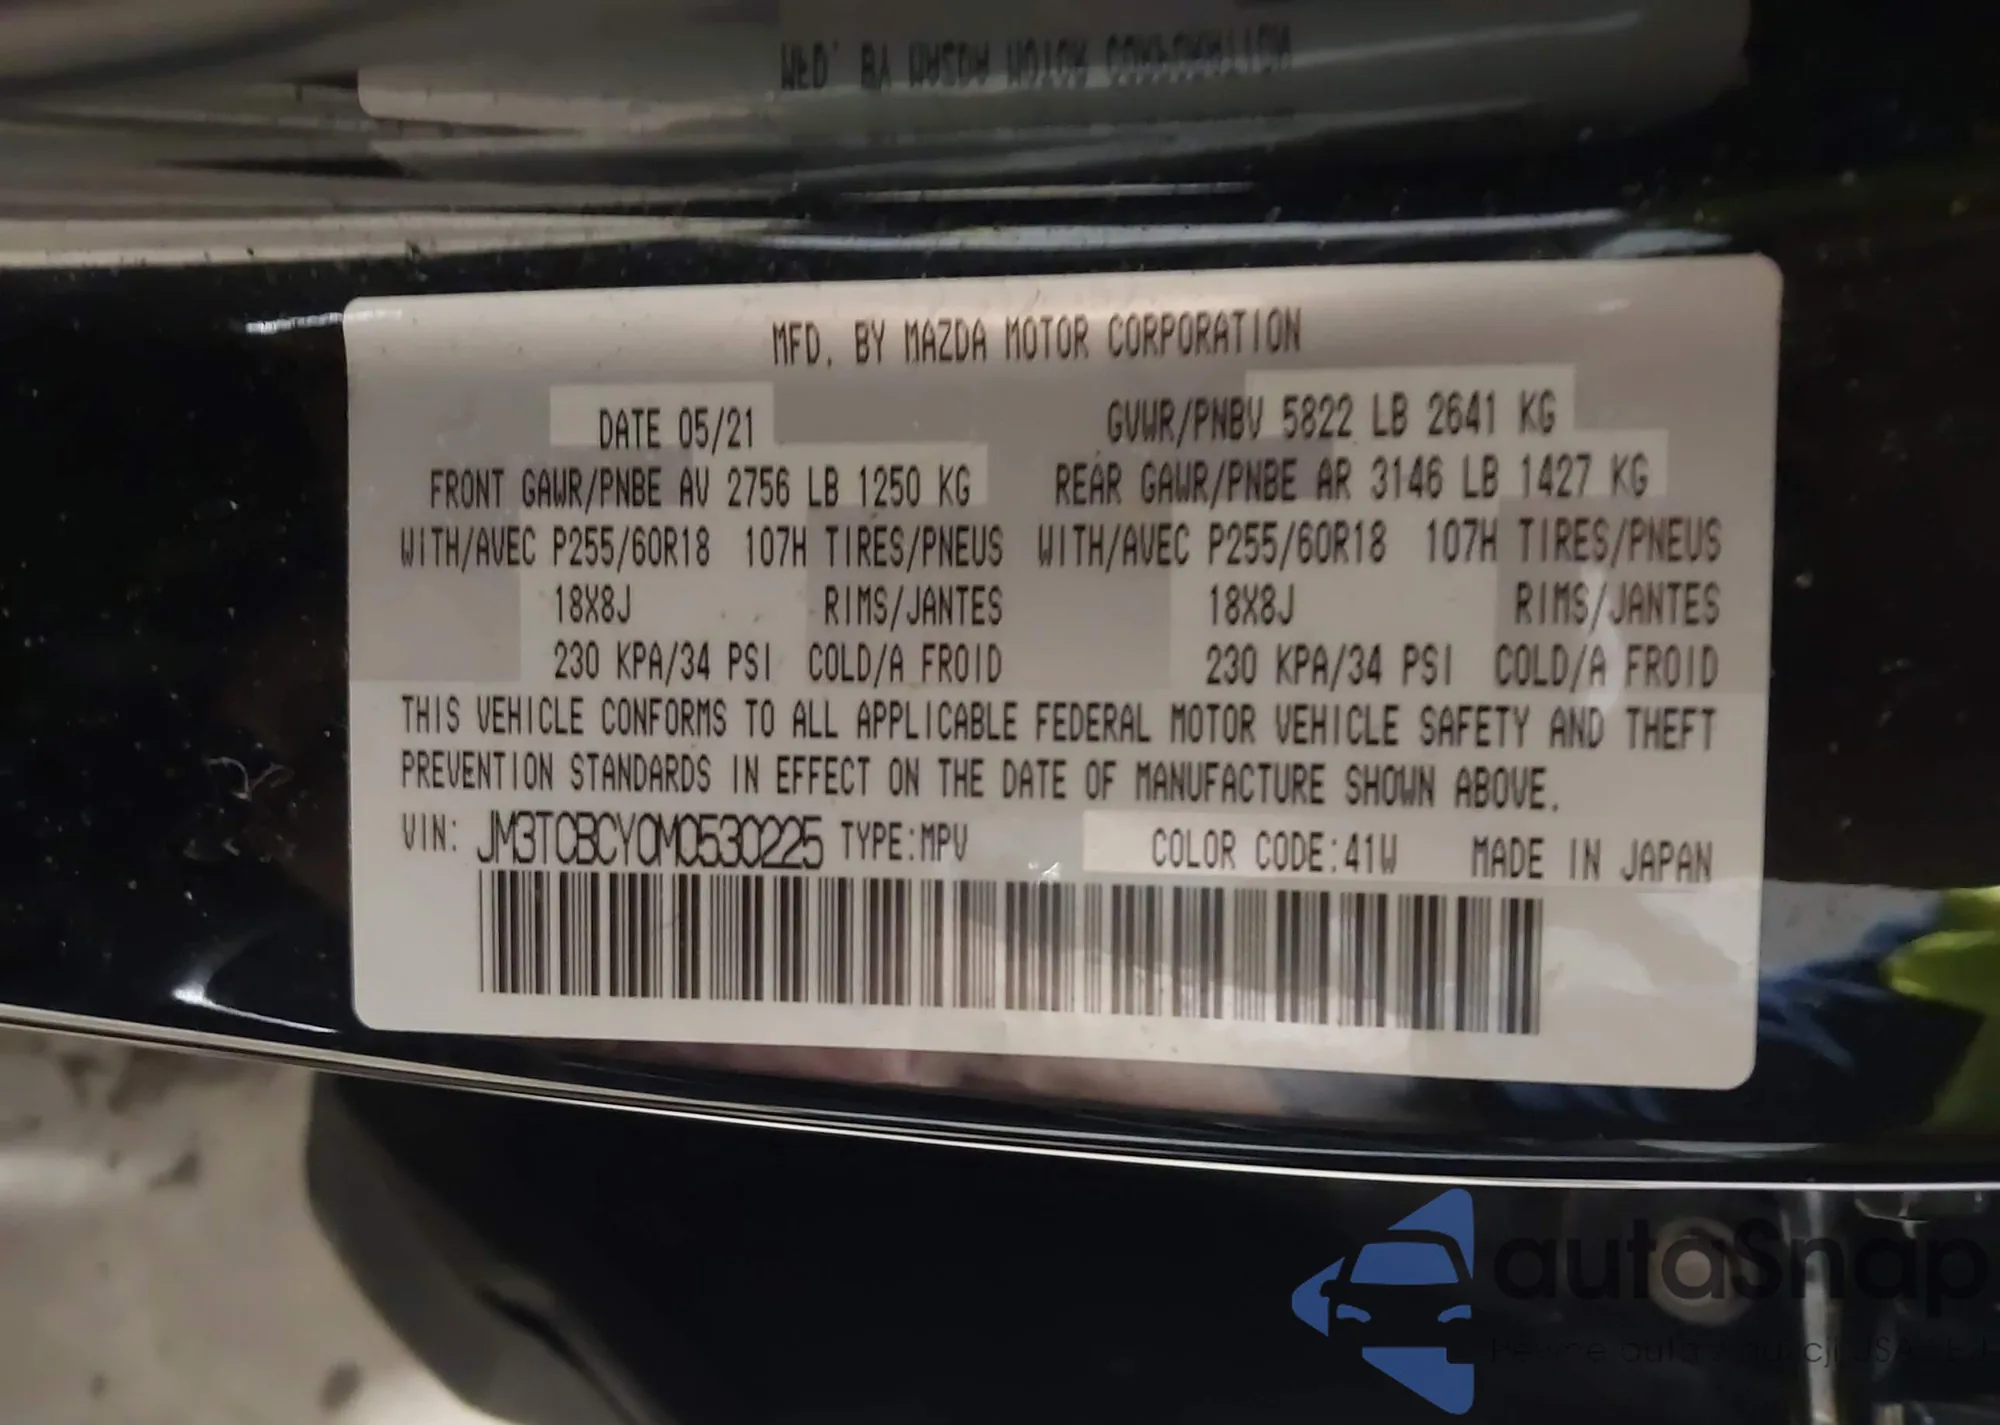 MFD. BY MAZDA MOTOR CORPORATION
DATE 05/21 GVWR/PNBV 5822 LB 2641 KG
FRONT GAWR/PNBE AV 2756 LB 1250 KG REAR GAWR/PNBE AR 3146 LB 1427 KG
WITH/AVEC P255/60R18 107H TIRES/PNEUS WITH/AVEC P255/60R18 107H TIRES/PNEUS
18X8J RIMS/JANTES 18X8J RIMS/JANTES
230 KPA/34 PSI COLD/A FROID 230 KPA/34 PSI COLD/A FROID
THIS VEHICLE CONFORMS TO ALL APPLICABLE FEDERAL MOTOR VEHICLE SAFETY AND THEFT
PREVENTION STANDARDS IN EFFECT ON THE DATE OF MANUFACTURE SHOWN ABOVE.
VIN: JM3TCBCY0M0530225 TYPE:MPV COLOR CODE:41W MADE IN JAPAN
autaSnap